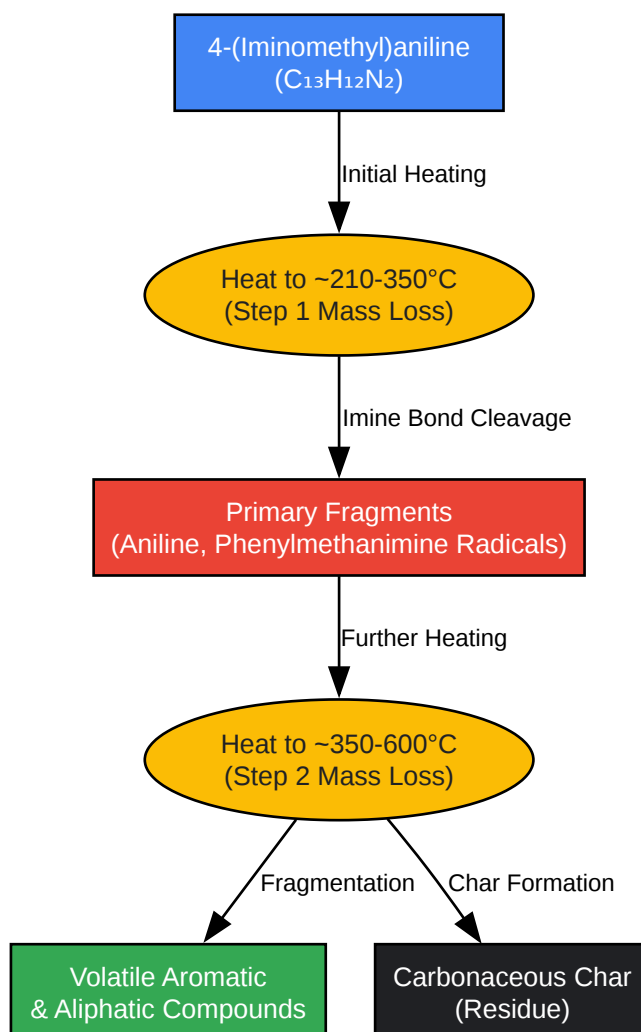 4-(Iminomethyl)aniline
(C₁₃H₁₂N₂)
Initial Heating
Heat to ~210-350°C
(Step 1 Mass Loss)
Imine Bond Cleavage
Primary Fragments
(Aniline, Phenylmethanimine Radicals)
Further Heating
Heat to ~350-600°C
(Step 2 Mass Loss)
Fragmentation
Char Formation
Volatile Aromatic
& Aliphatic Compounds
Carbonaceous Char
(Residue)